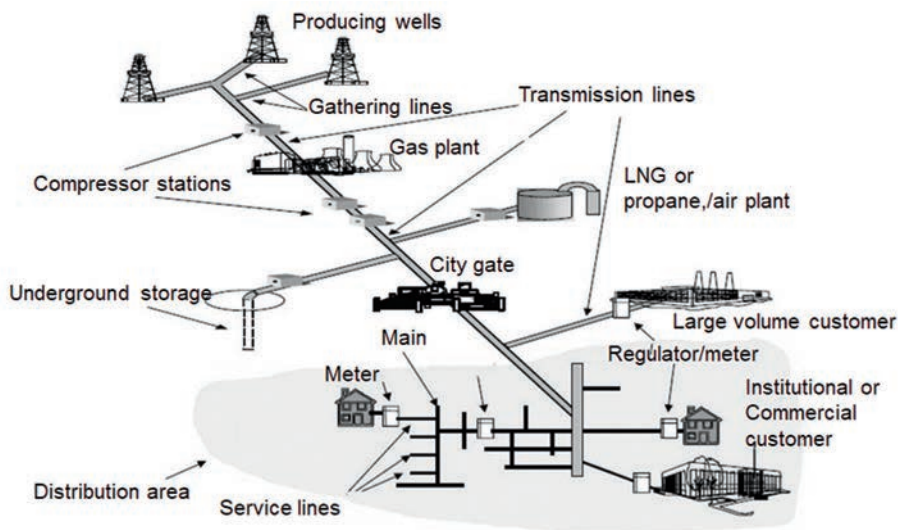 Producing wells
Gathering lines
Transmission lines
Gas plant
Compressor stations
LNG or
propane,/air plant
City gate
Underground storage
Large volume customer
Main
Regulator/meter
Meter
Institutional or
Commercial
customer
Distribution area
Service lines